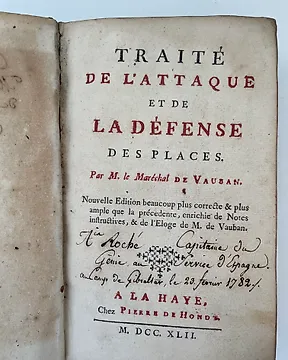 TRAITÉ
DE L'ATTAQUE
ET DE
LA DÉFENSE
DES PLACES.
Par M. le Maréchal DE VAUBAN.
Nouvelle Edition beaucoup plus correcte & plus
ample que la précedente, enrichie de Notes
instructives, & de l'Eloge de M. de Vauban.
Roche Capitaine du
Génie au Service d'Espagne.
au Camp de Gibraltar, le 23. fevrier 1782.
A LA HAYE,
Chez PIERRE DE HONDT.
M. DCC. XLII.